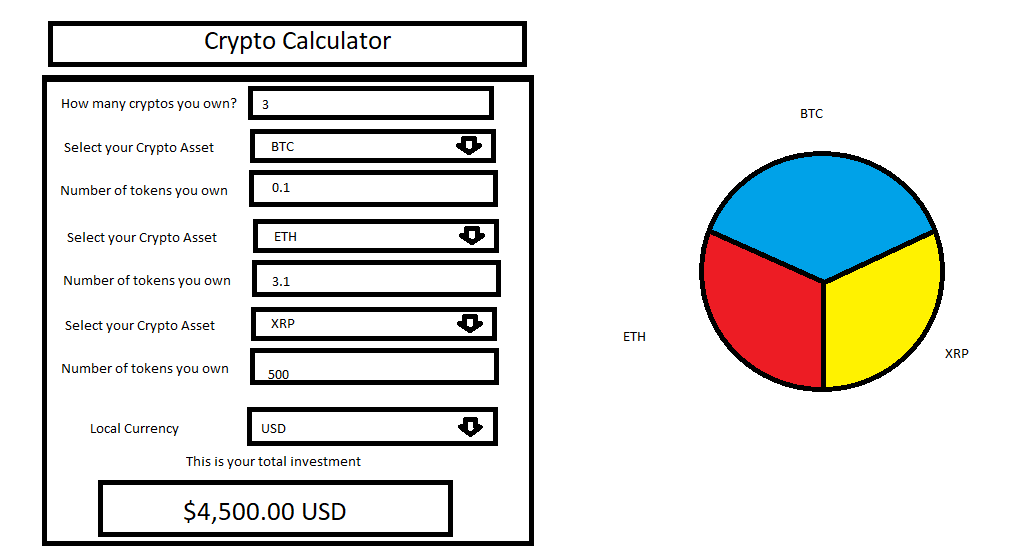 Crypto Calculator
How many cryptos you own? 3
Select your Crypto Asset BTC
Number of tokens you own 0.1
Select your Crypto Asset ETH
Number of tokens you own 3.1
Select your Crypto Asset XRP
Number of tokens you own 500
Local Currency USD
This is your total investment
$4,500.00 USD
BTC
ETH
XRP